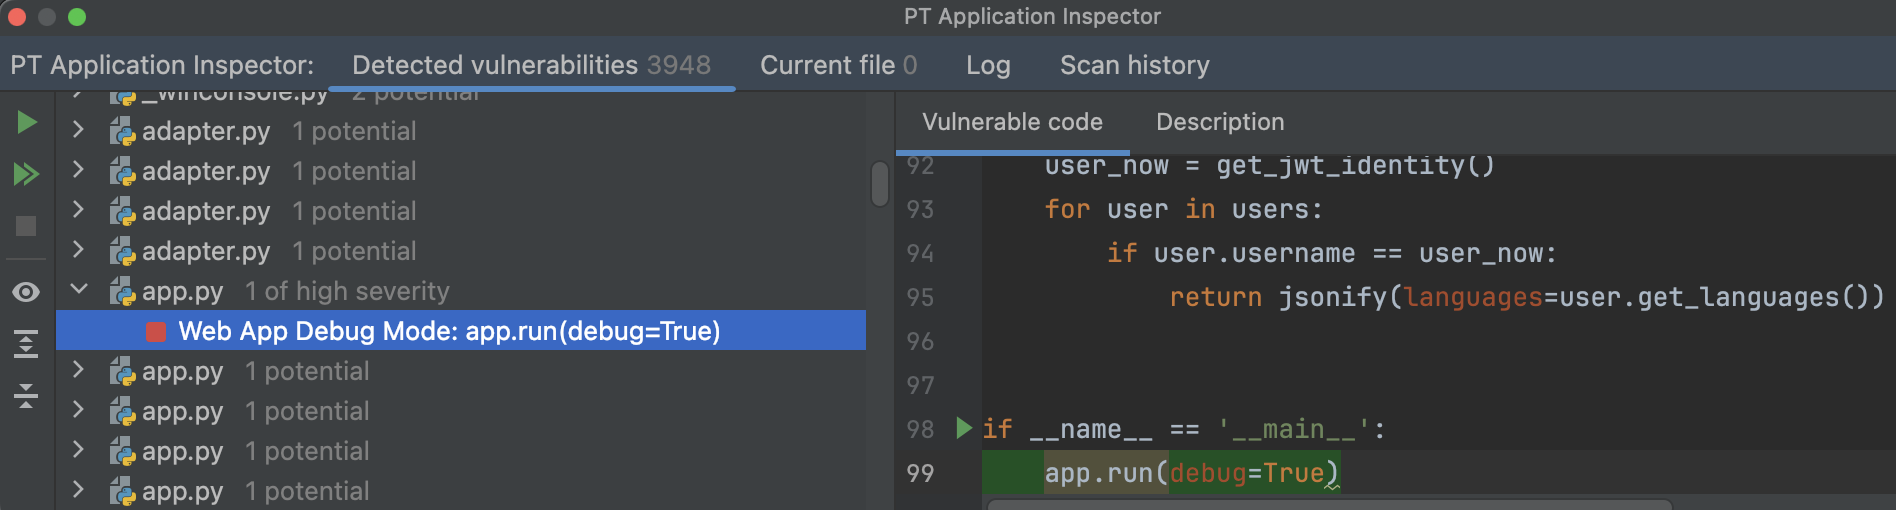 PT Application Inspector
PT Application Inspector: Detected vulnerabilities 3948 Current file 0 Log Scan history
_winconsole.py 2 potential
adapter.py 1 potential
adapter.py 1 potential
adapter.py 1 potential
adapter.py 1 potential
app.py 1 of high severity
Web App Debug Mode: app.run(debug=True)
app.py 1 potential
app.py 1 potential
app.py 1 potential
app.py 1 potential
Vulnerable code Description
92 user_now = get_jwt_identity()
93 for user in users:
94 if user.username == user_now:
95 return jsonify(languages=user.get_languages())
96
97
98 if __name__ == '__main__':
99 app.run(debug=True)